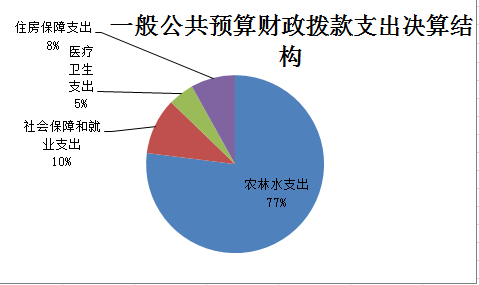 一般公共预算财政拨款支出决算结
构
住房保障支出
8%
医疗
卫生
支出
5%
社会保障和就
业支出
10%
农林水支出
77%